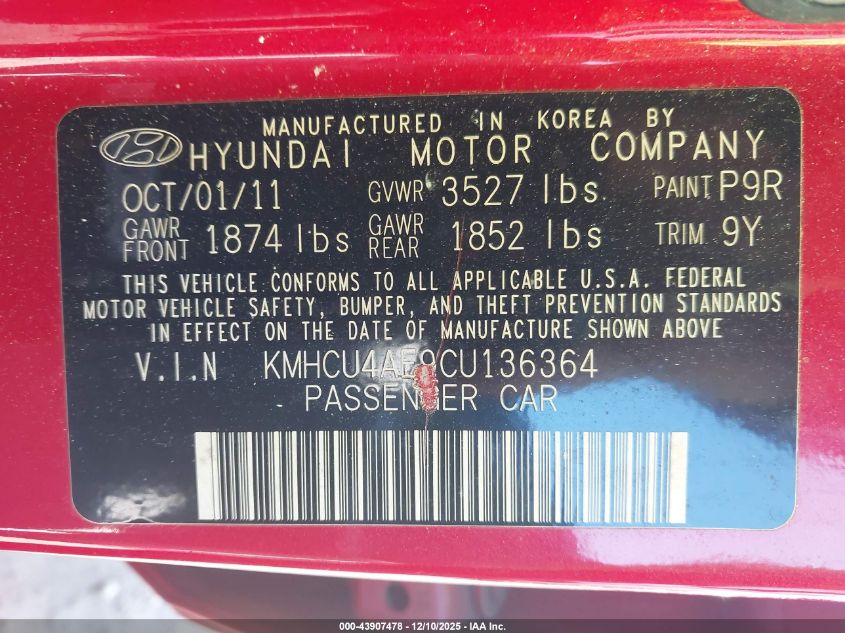 MANUFACTURED IN KOREA BY
HYUNDAI MOTOR COMPANY
OCT/01/11 GVWR 3527 lbs. PAINT P9R
GAWR FRONT 1874 lbs GAWR REAR 1852 lbs TRIM 9Y
THIS VEHICLE CONFORMS TO ALL APPLICABLE U.S.A. FEDERAL
MOTOR VEHICLE SAFETY, BUMPER, AND THEFT PREVENTION STANDARDS
IN EFFECT ON THE DATE OF MANUFACTURE SHOWN ABOVE
V.I.N KMHCU4AE9CU136364
PASSENGER CAR
000-43907478 • 12/10/2025 • IAA Inc.